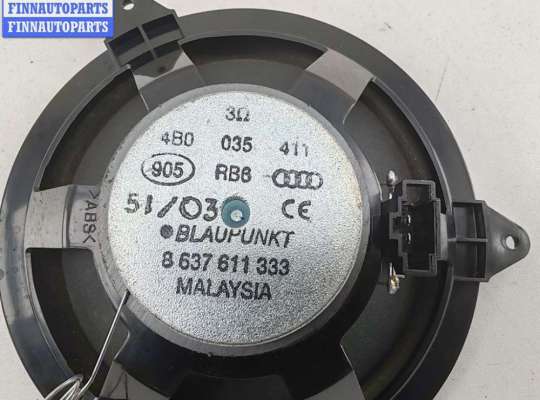 FINNAUTOPARTS
FINNAUTOPARTS
3Ω
4B0 035 411
905 RB6
51/03 CE
BLAUPUNKT
8 637 611 333
MALAYSIA
>ABS<